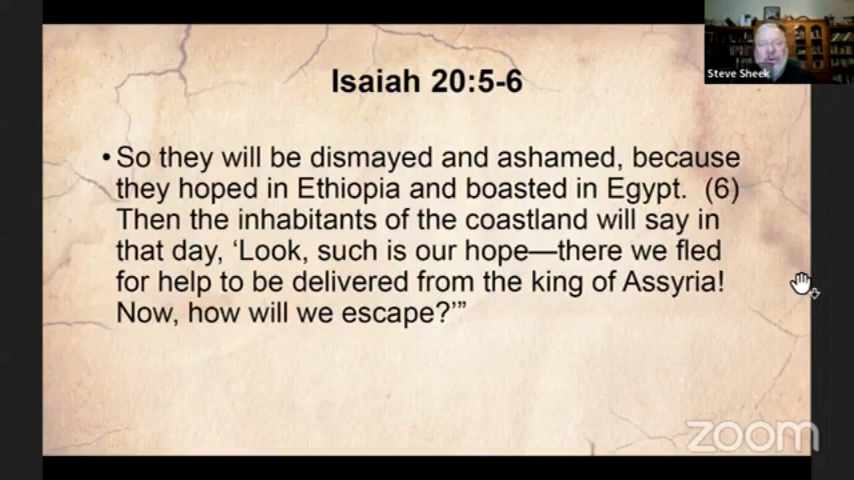 Isaiah 20:5-6
Steve Sheek
• So they will be dismayed and ashamed, because
they hoped in Ethiopia and boasted in Egypt. (6)
Then the inhabitants of the coastland will say in
that day, ‘Look, such is our hope—there we fled
for help to be delivered from the king of Assyria!
Now, how will we escape?’”
zoom